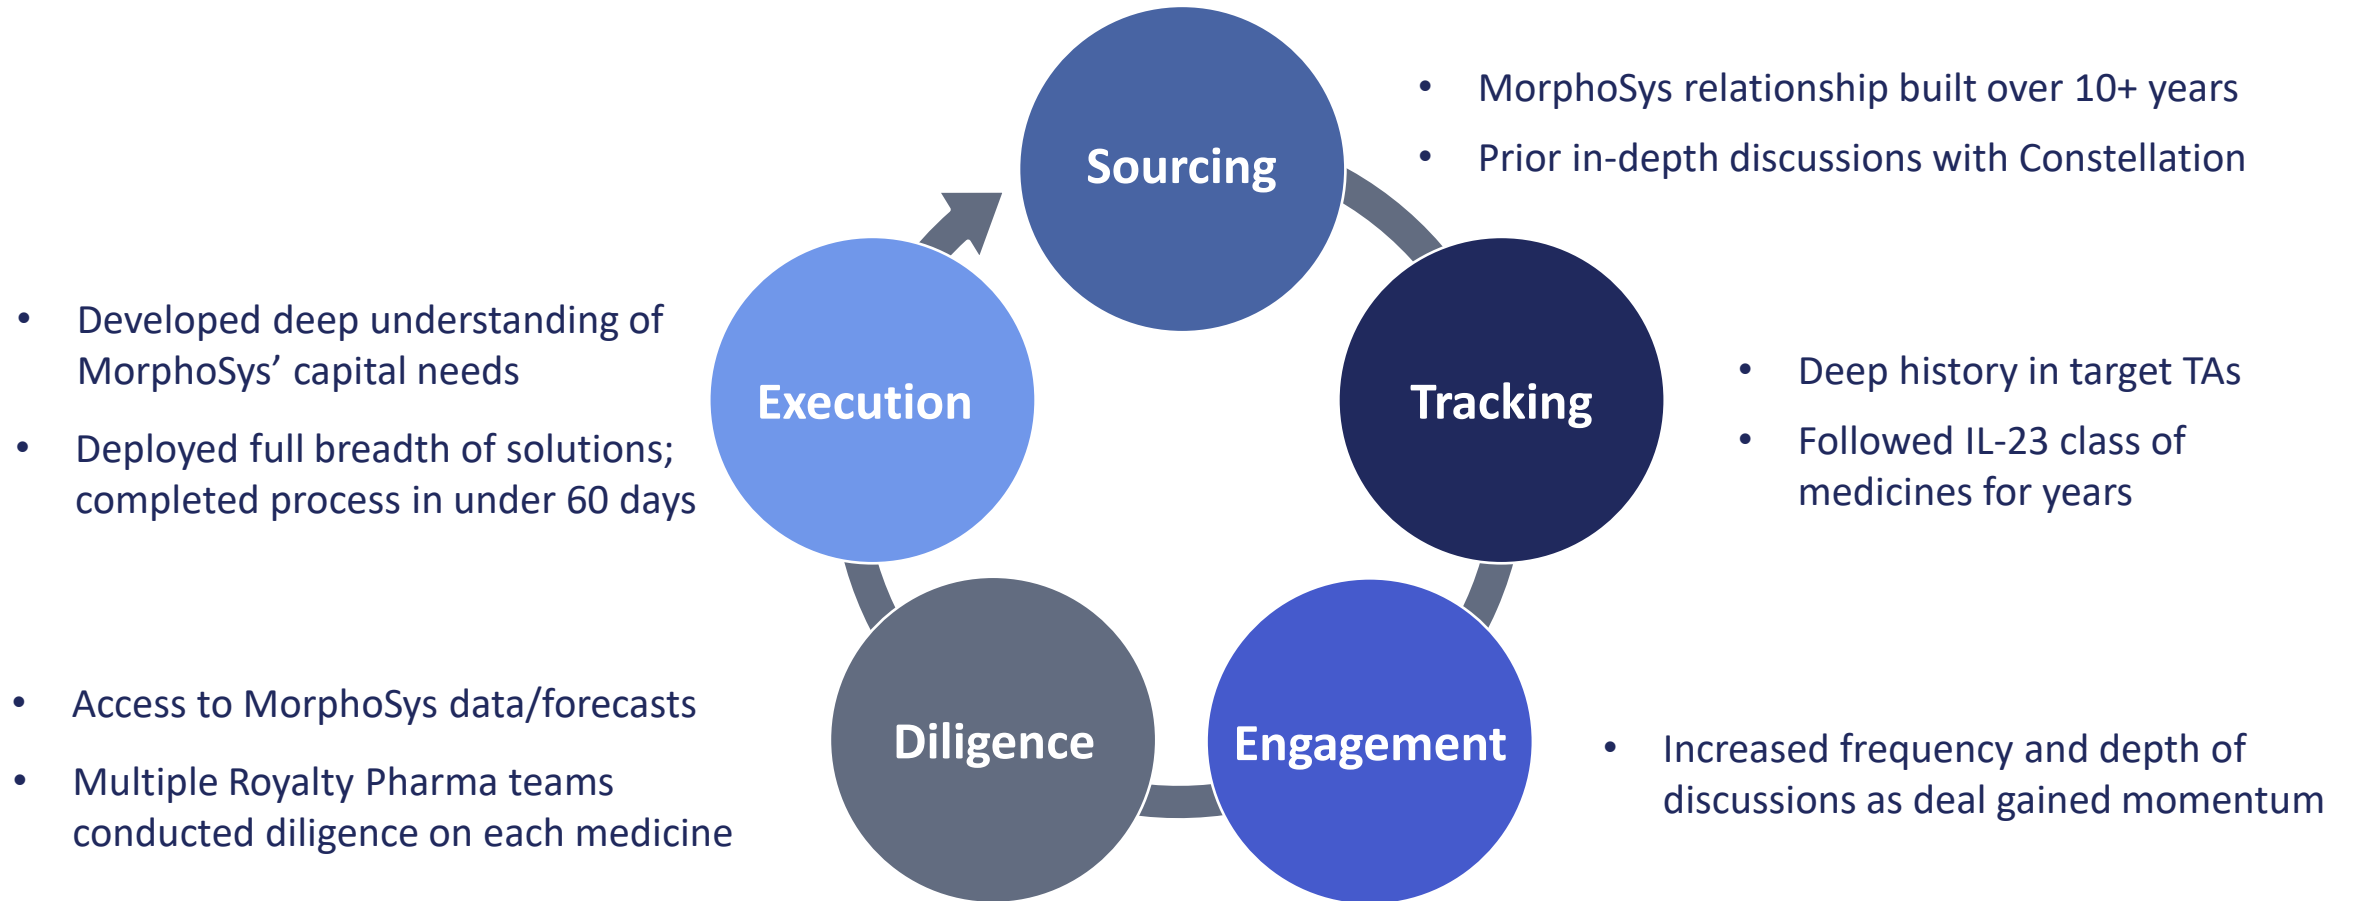 Sourcing
• MorphoSys relationship built over 10+ years
• Prior in-depth discussions with Constellation
Tracking
• Deep history in target TAs
• Followed IL-23 class of
medicines for years
Engagement
• Increased frequency and depth of
discussions as deal gained momentum
Diligence
• Access to MorphoSys data/forecasts
• Multiple Royalty Pharma teams
conducted diligence on each medicine
Execution
• Developed deep understanding of
MorphoSys’ capital needs
• Deployed full breadth of solutions;
completed process in under 60 days